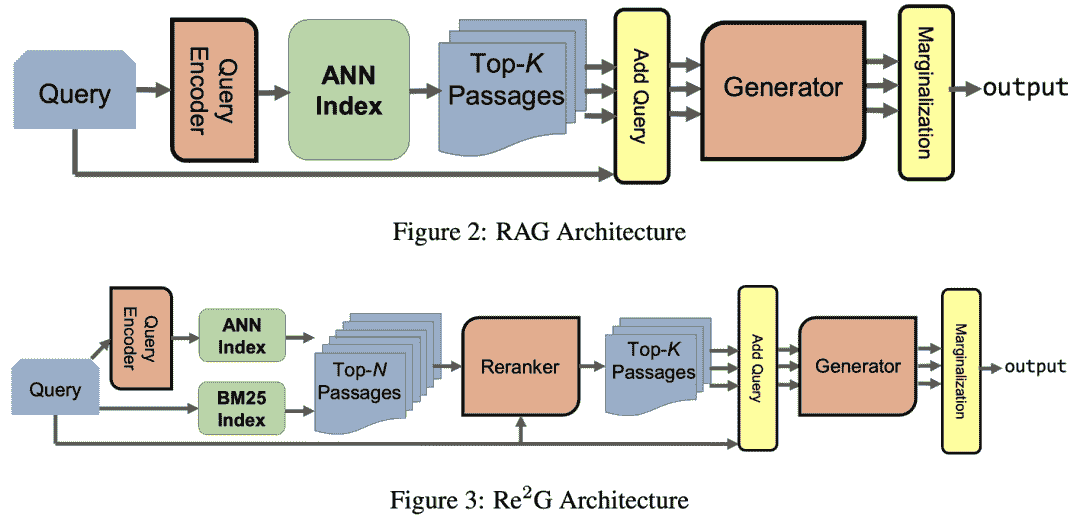 Query
Query
Encoder
ANN
Index
Top-K
Passages
Add Query
Generator
Marginalization
output
Figure 2: RAG Architecture
Query
Query
Encoder
ANN
Index
BM25
Index
Top-N
Passages
Reranker
Top-K
Passages
Add Query
Generator
Marginalization
output
Figure 3: Re²G Architecture